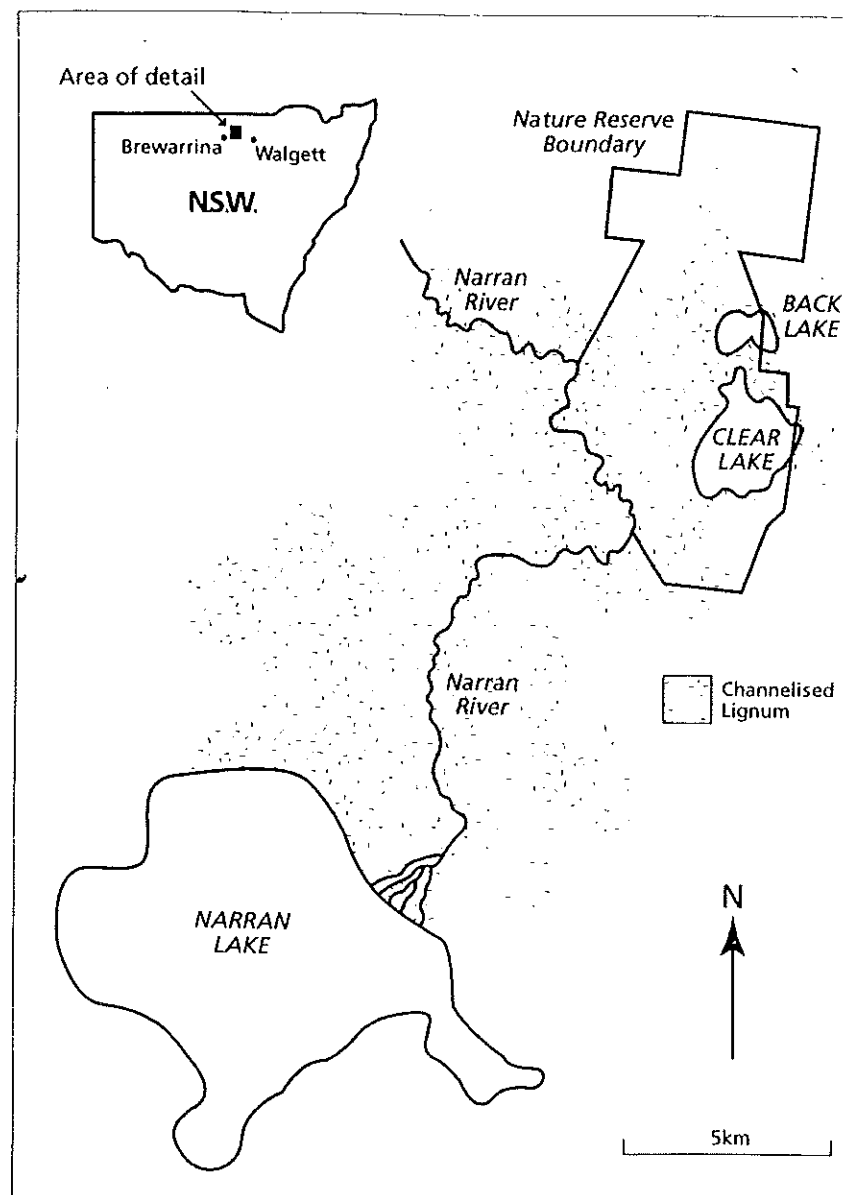 Area of detail
Brewarrina
Walgett
N.S.W.
Nature Reserve
Boundary
Narran
River
BACK
LAKE
CLEAR
LAKE
Narran
River
Channelised
Lignum
NARRAN
LAKE
N
5km